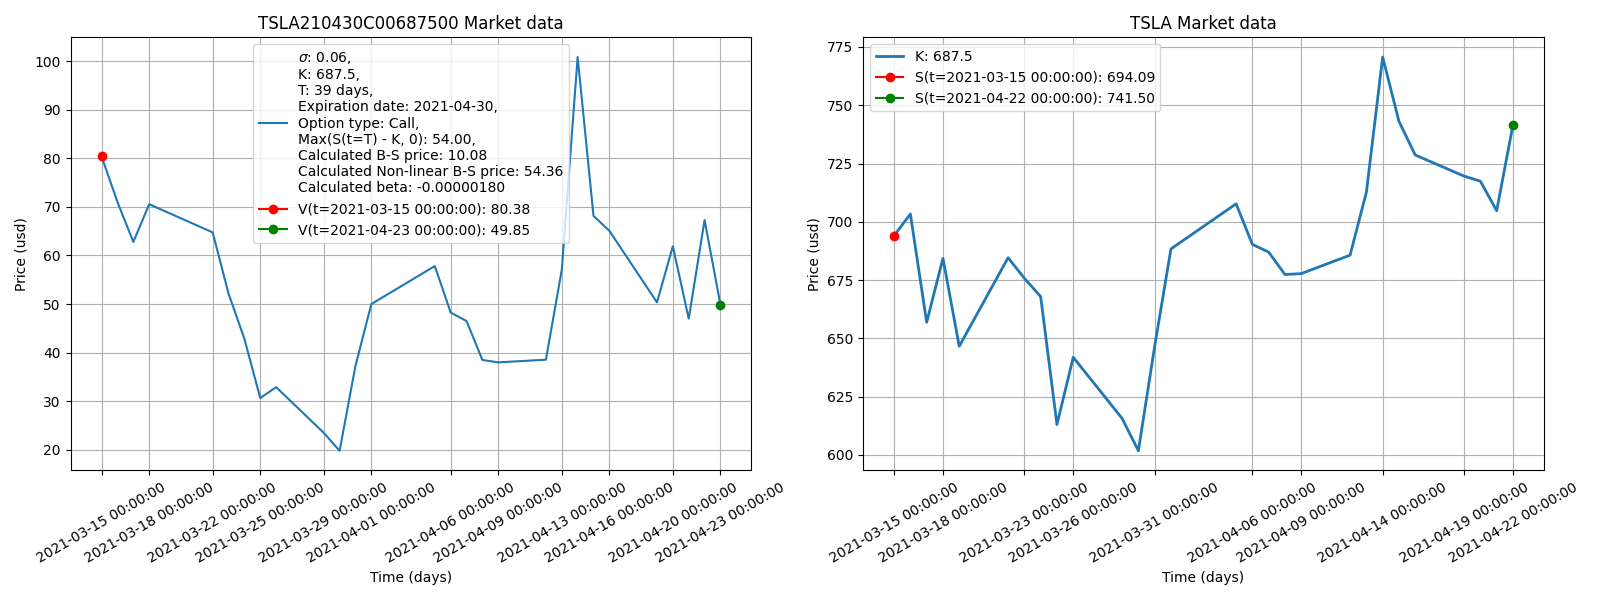 TSLA210430C00687500 Market data
Price (usd)
100
90
80
70
60
50
40
30
20
σ: 0.06,
K: 687.5,
T: 39 days,
Expiration date: 2021-04-30,
Option type: Call,
Max(S(t=T) - K, 0): 54.00,
Calculated B-S price: 10.08
Calculated Non-linear B-S price: 54.36
Calculated beta: -0.00000180
V(t=2021-03-15 00:00:00): 80.38
V(t=2021-04-23 00:00:00): 49.85
2021-03-15 00:00:00
2021-03-18 00:00:00
2021-03-22 00:00:00
2021-03-25 00:00:00
2021-03-29 00:00:00
2021-04-01 00:00:00
2021-04-06 00:00:00
2021-04-09 00:00:00
2021-04-13 00:00:00
2021-04-16 00:00:00
2021-04-20 00:00:00
2021-04-23 00:00:00
Time (days)
TSLA Market data
Price (usd)
775
750
725
700
675
650
625
600
K: 687.5
S(t=2021-03-15 00:00:00): 694.09
S(t=2021-04-22 00:00:00): 741.50
2021-03-15 00:00:00
2021-03-18 00:00:00
2021-03-23 00:00:00
2021-03-26 00:00:00
2021-03-31 00:00:00
2021-04-06 00:00:00
2021-04-09 00:00:00
2021-04-14 00:00:00
2021-04-19 00:00:00
2021-04-22 00:00:00
Time (days)